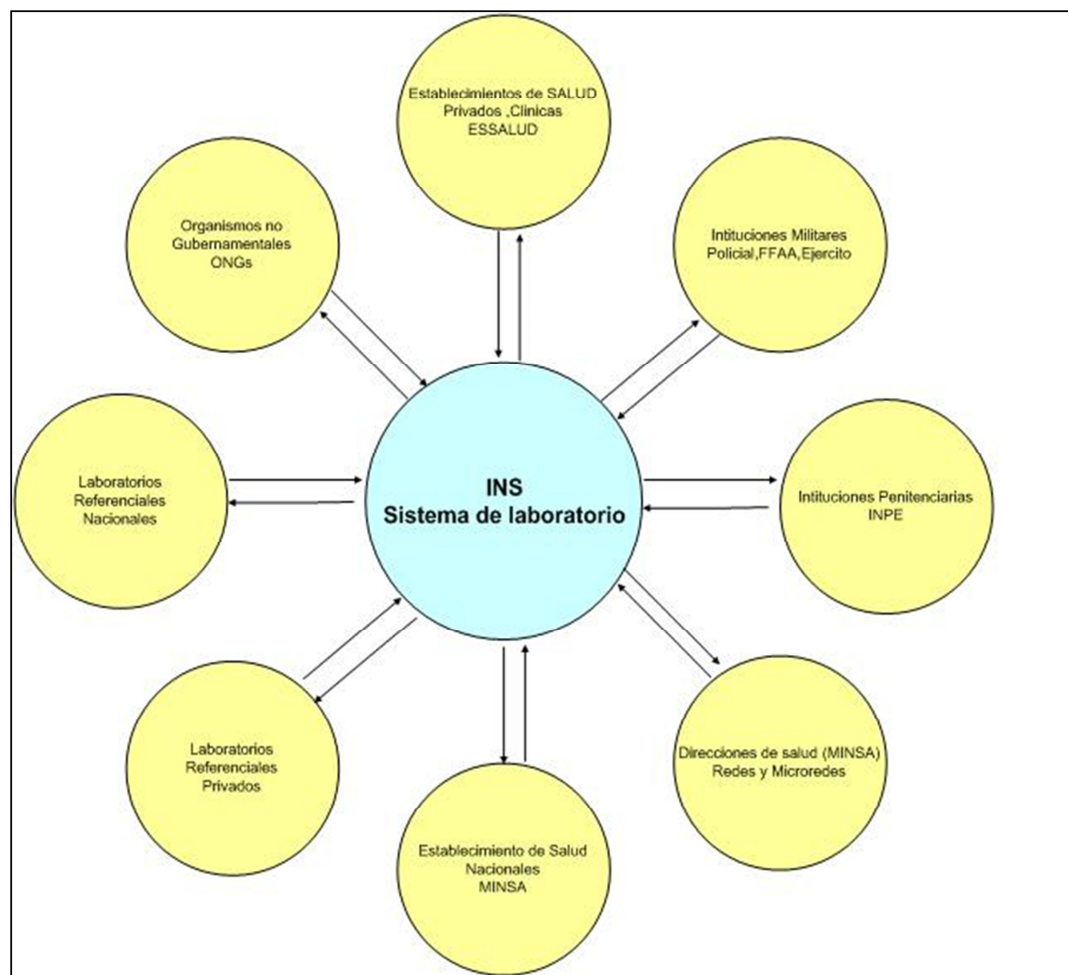 Establecimientos de SALUD
Privados ,Clinicas
ESSALUD
Organismos no
Gubernamentales
ONGs
Intituciones Militares
Policial,FFAA,Ejercito
Laboratorios
Referenciales
Nacionales
INS
Sistema de laboratorio
Intituciones Penitenciarias
INPE
Laboratorios
Referenciales
Privados
Direcciones de salud (MINSA)
Redes y Microredes
Establecimiento de Salud
Nacionales
MINSA